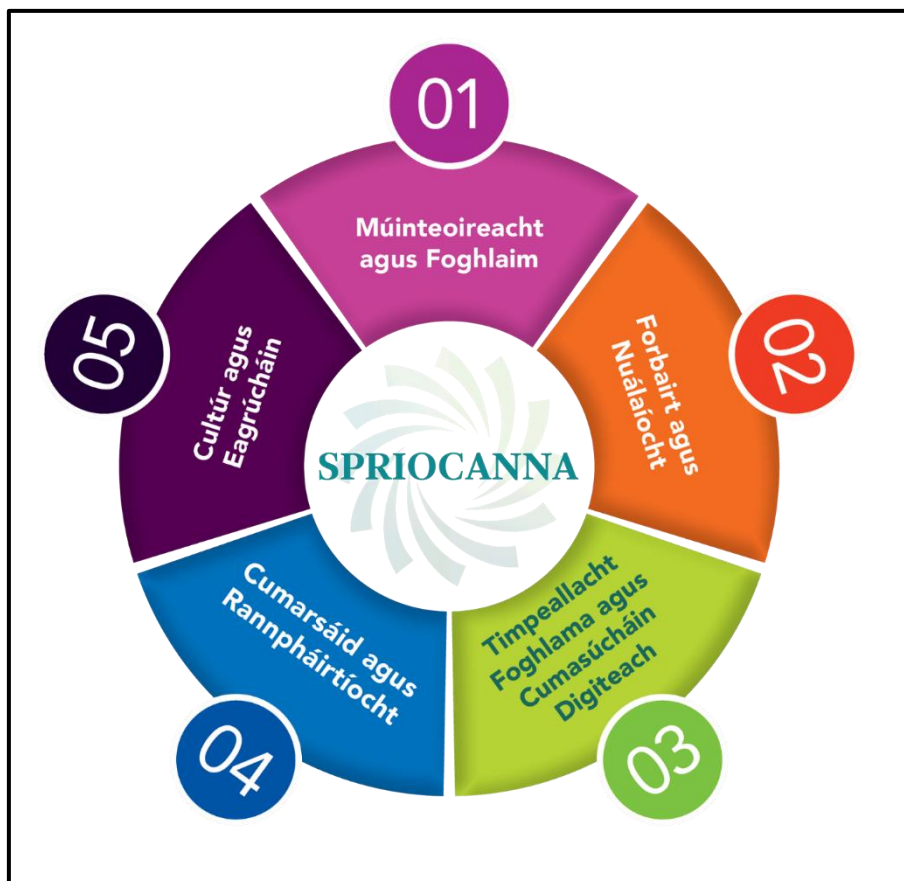 01
Múinteoireacht
agus Foghlaim
02
Forbairt agus
Nuálaíocht
03
Timpeallacht
Foghlama agus
Cumasúcháin
Digiteach
04
Cumarsáid agus
Rannpháirtíocht
05
Cultúr agus
Eagrúcháin
SPRIOCANNA